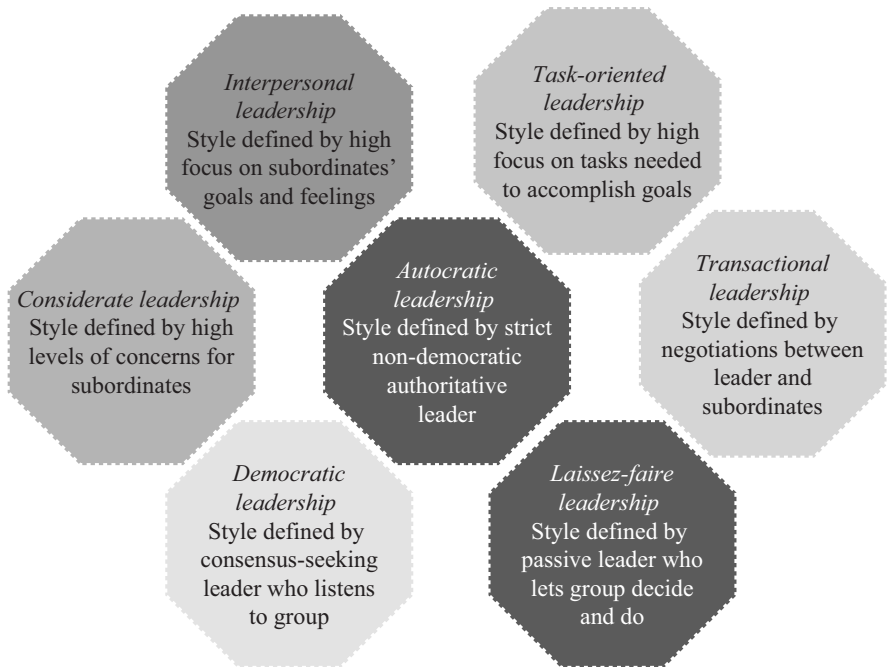 Interpersonal
leadership
Style defined by high
focus on subordinates’
goals and feelings
Task-oriented
leadership
Style defined by high
focus on tasks needed
to accomplish goals
Considerate leadership
Style defined by high
levels of concerns for
subordinates
Autocratic
leadership
Style defined by strict
non-democratic
authoritative
leader
Transactional
leadership
Style defined by
negotiations between
leader and
subordinates
Democratic
leadership
Style defined by
consensus-seeking
leader who listens
to group
Laissez-faire
leadership
Style defined by
passive leader who
lets group decide
and do